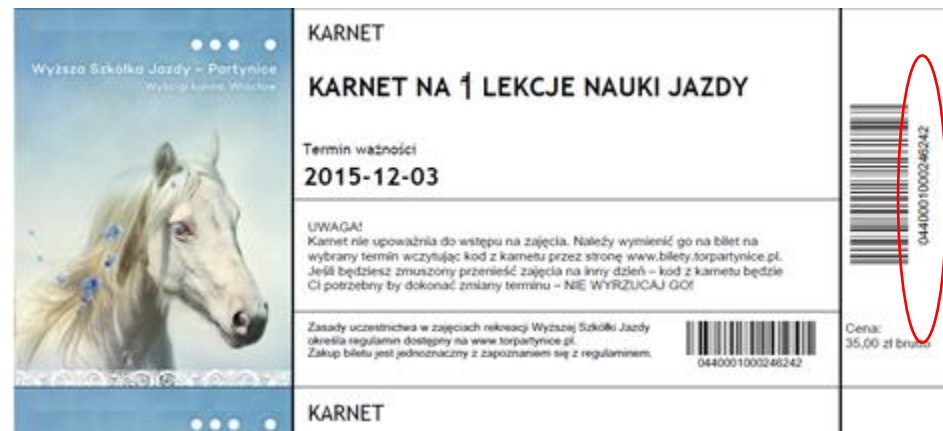 Wyższa Szkółka Jazdy – Partynice
Wyścigi konne, Wrocław
KARNET
KARNET NA 1 LEKCJE NAUKI JAZDY
Termin ważności
2015-12-03
UWAGA!
Karnet nie upoważnia do wstępu na zajęcia. Należy wymienić go na bilet na
wybrany termin wczytując kod z karnetu przez stronę www.bilety.torpartynice.pl.
Jeśli będziesz zmuszony przenieść zajęcia na inny dzień – kod z karnetu będzie
Ci potrzebny by dokonać zmiany terminu – NIE WYRZUCAJ GO!
Zasady uczestnictwa w zajęciach rekreacji Wyższej Szkółki Jazdy
określa regulamin dostępny na www.torpartynice.pl.
Zakup biletu jest jednoznaczny z zapoznaniem się z regulaminem.
0440001000246242
0440001000246242
Cena:
35,00 zł brutto
KARNET